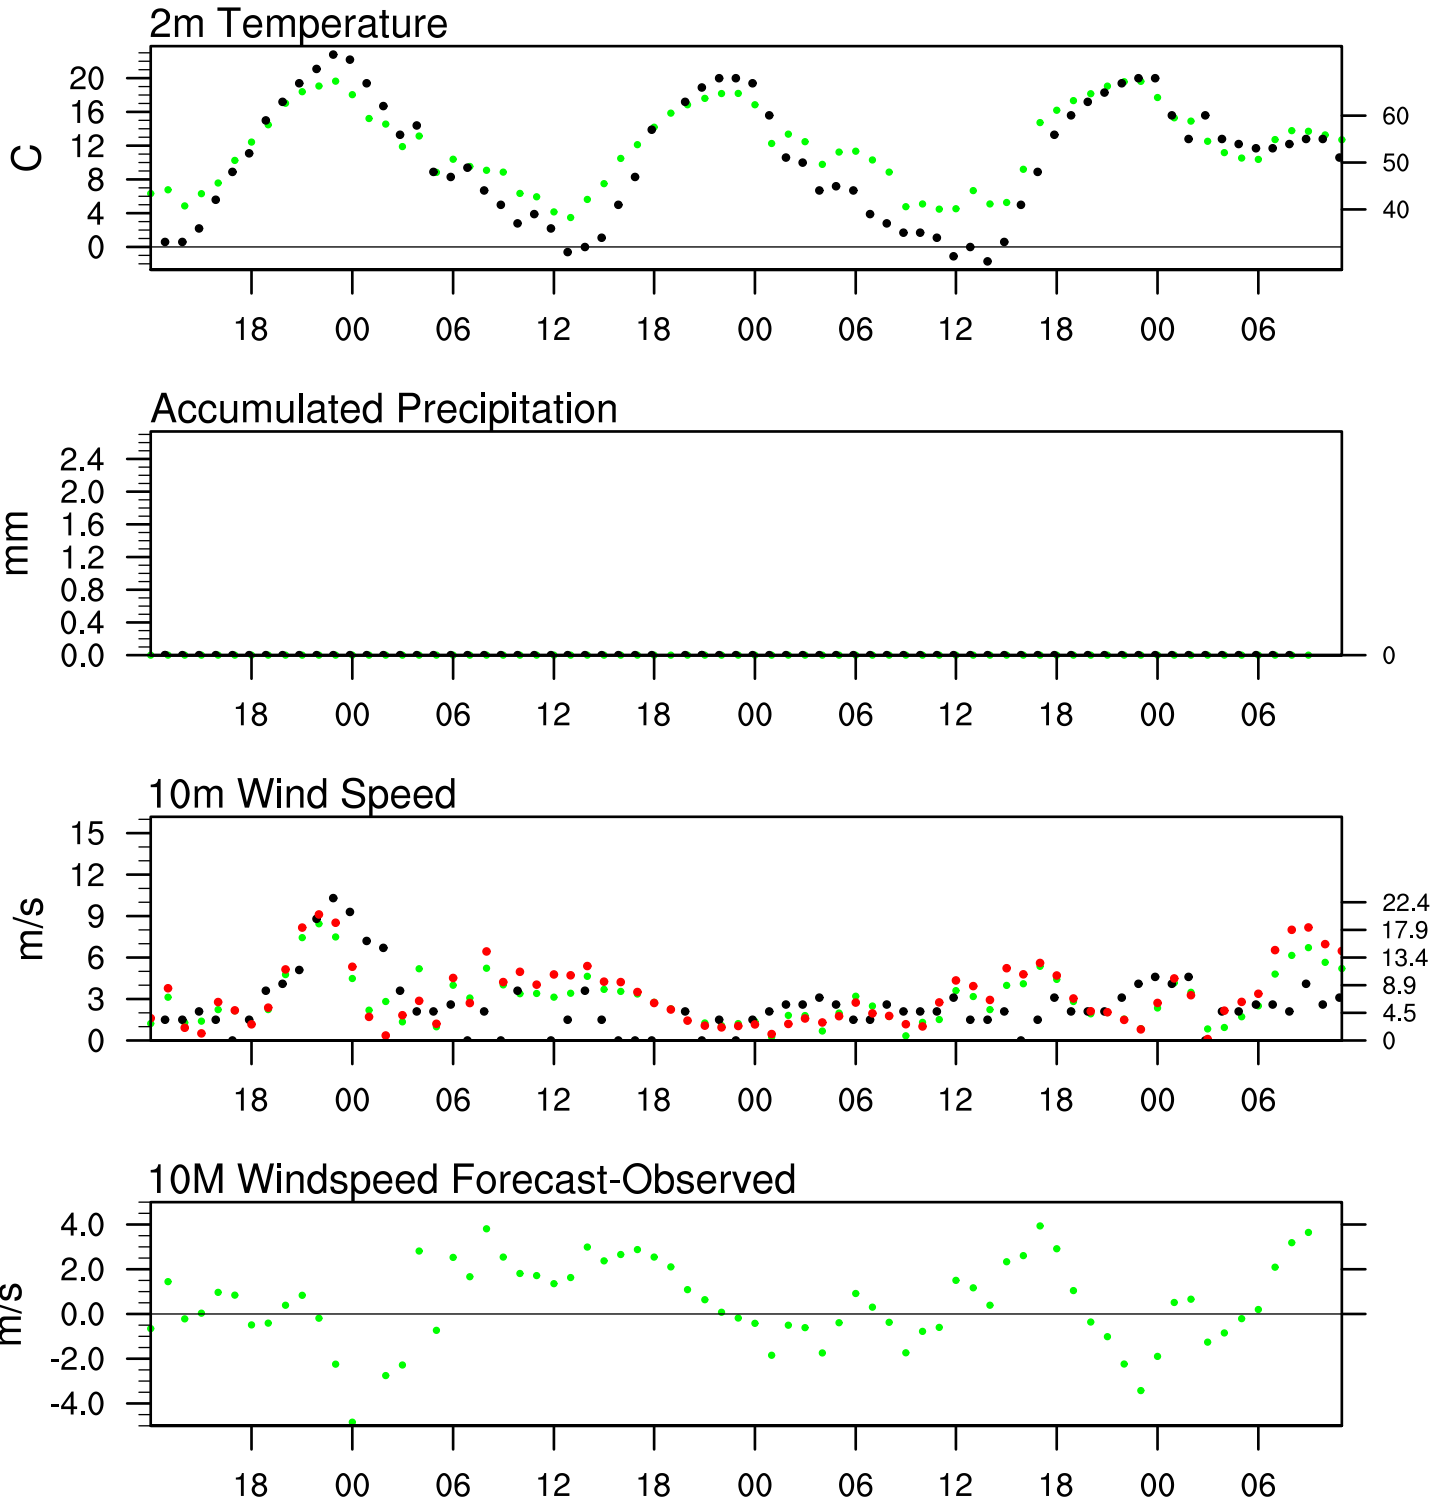 2m Temperature
20
16
12
8
4
0
C
60
50
40
18 00 06 12 18 00 06 12 18 00 06
Accumulated Precipitation
2.4
2.0
1.6
1.2
0.8
0.4
0.0
mm
0
18 00 06 12 18 00 06 12 18 00 06
10m Wind Speed
15
12
9
6
3
0
m/s
22.4
17.9
13.4
8.9
4.5
0
18 00 06 12 18 00 06 12 18 00 06
10M Windspeed Forecast-Observed
4.0
2.0
0.0
-2.0
-4.0
m/s
18 00 06 12 18 00 06 12 18 00 06